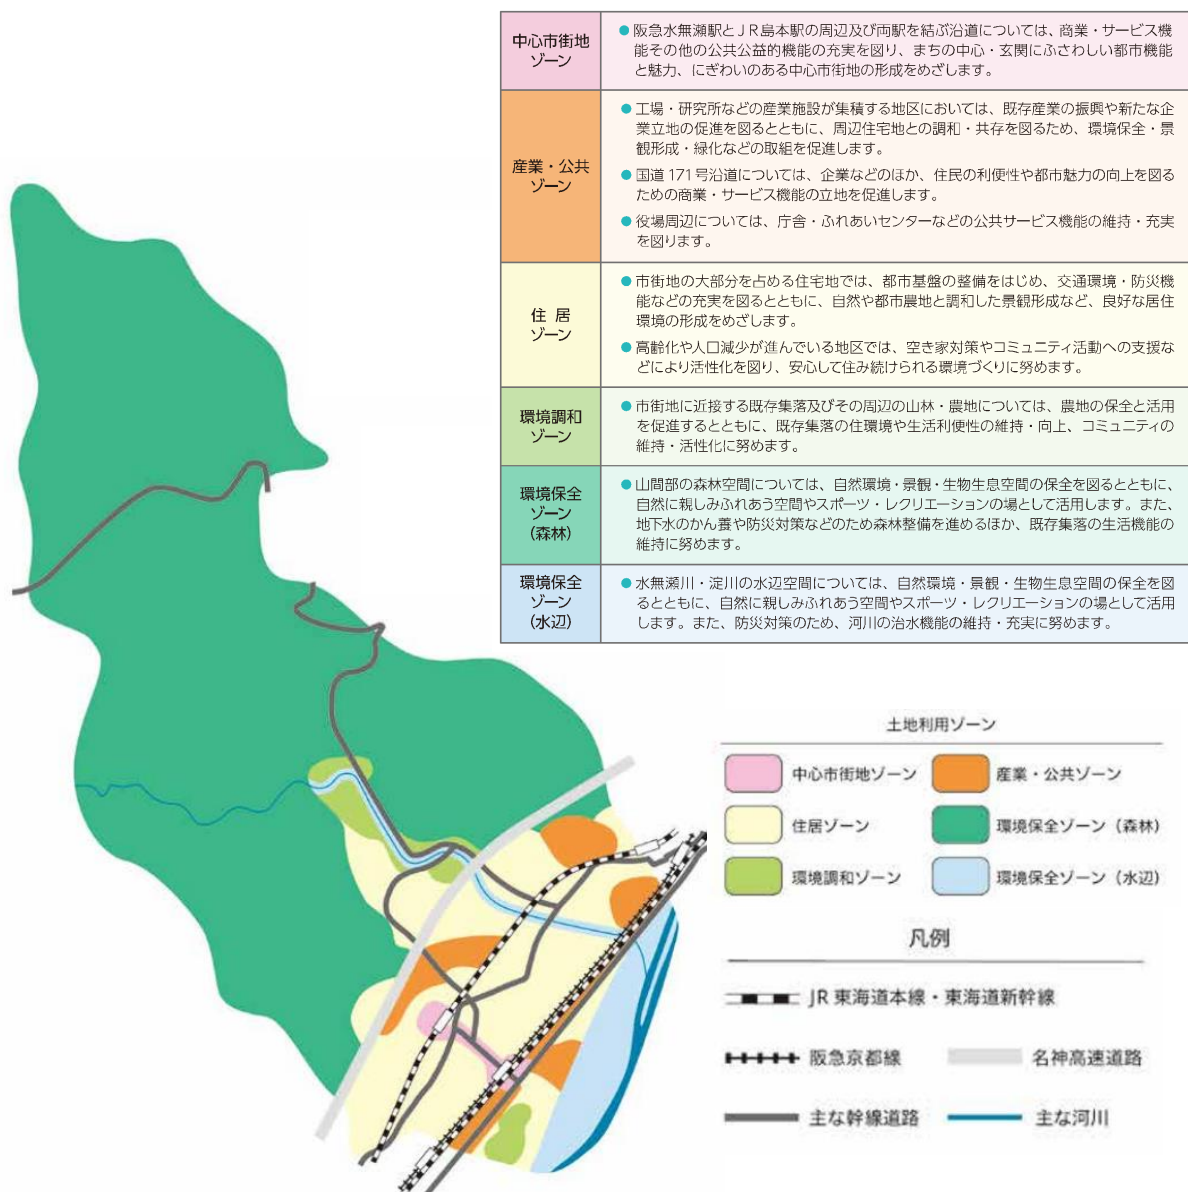 中心市街地
ゾーン
●阪急水無瀬駅とＪＲ島本駅の周辺及び両駅を結ぶ沿道については、商業・サービス機
能その他の公共公益的機能の充実を図り、まちの中心・玄関にふさわしい都市機能
と魅力、にぎわいのある中心市街地の形成をめざします。
産業・公共
ゾーン
●工場・研究所などの産業施設が集積する地区においては、既存産業の振興や新たな企
業立地の促進を図るとともに、周辺住宅地との調和・共存を図るため、環境保全・景
観形成・緑化などの取組を促進します。
●国道171号沿道については、企業などのほか、住民の利便性や都市魅力の向上を図る
ための商業・サービス機能の立地を促進します。
●役場周辺については、庁舎・ふれあいセンターなどの公共サービス機能の維持・充実
を図ります。
住 居
ゾーン
●市街地の大部分を占める住宅地では、都市基盤の整備をはじめ、交通環境・防災機
能などの充実を図るとともに、自然や都市農地と調和した景観形成など、良好な居住
環境の形成をめざします。
●高齢化や人口減少が進んでいる地区では、空き家対策やコミュニティ活動への支援な
どにより活性化を図り、安心して住み続けられる環境づくりに努めます。
環境調和
ゾーン
●市街地に近接する既存集落及びその周辺の山林・農地については、農地の保全と活用
を促進するとともに、既存集落の住環境や生活利便性の維持・向上、コミュニティの
維持・活性化に努めます。
環境保全
ゾーン
(森林)
●山間部の森林空間については、自然環境・景観・生物生息空間の保全を図るとともに、
自然に親しみふれあう空間やスポーツ・レクリエーションの場として活用します。また、
地下水のかん養や防災対策などのため森林整備を進めるほか、既存集落の生活機能の
維持に努めます。
環境保全
ゾーン
(水辺)
●水無瀬川・淀川の水辺空間については、自然環境・景観・生物生息空間の保全を図
るとともに、自然に親しみふれあう空間やスポーツ・レクリエーションの場として活用
します。また、防災対策のため、河川の治水機能の維持・充実に努めます。
土地利用ゾーン
中心市街地ゾーン
産業・公共ゾーン
住居ゾーン
環境保全ゾーン（森林）
環境調和ゾーン
環境保全ゾーン（水辺）
凡例
JR東海道本線・東海道新幹線
阪急京都線
名神高速道路
主な幹線道路
主な河川